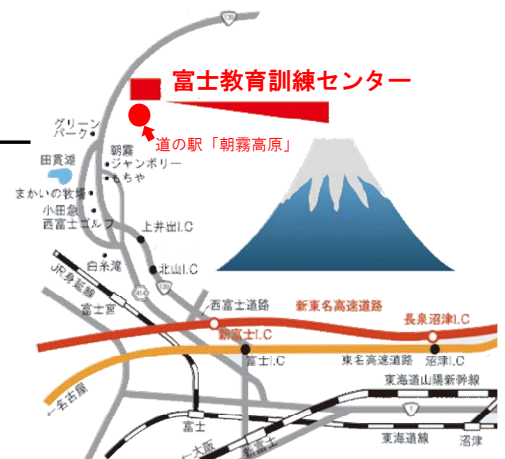 139
富士教育訓練センター
道の駅「朝霧高原」
グリーン
パーク
朝霧
ジャンボリー
もちや
田貫湖
まかいの牧場
小田急
西富士ゴルフ
上井出I.C
白糸滝
北山I.C
JR身延線
414
139
富士宮
西富士道路
新東名高速道路
長泉沼津I.C
新富士I.C
富士I.C
東名高速道路
沼津I.C
東海道山陽新幹線
←名古屋
1
富士
東海道線
沼津
←大阪
新富士